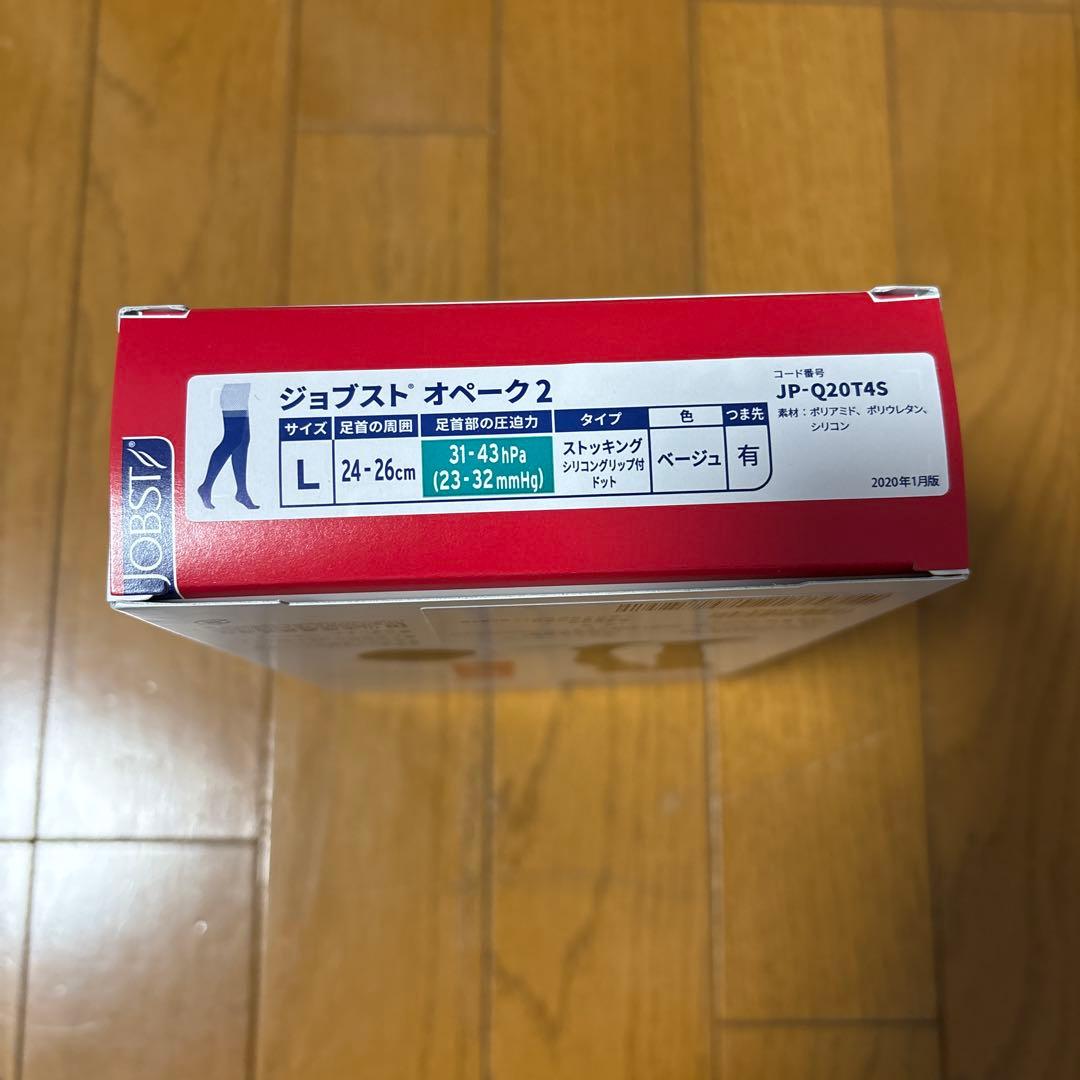 ジョブスト® オペーク2
コード番号
JP-Q20T4S
素材：ポリアミド、ポリウレタン、
シリコン
サイズ 足首の周囲 足首部の圧迫力 タイプ 色 つま先
L 24-26cm 31-43hPa ストッキング ベージュ 有
(23-32mmHg) シリコングリップ付
ドット
2020年1月版
JOBST®